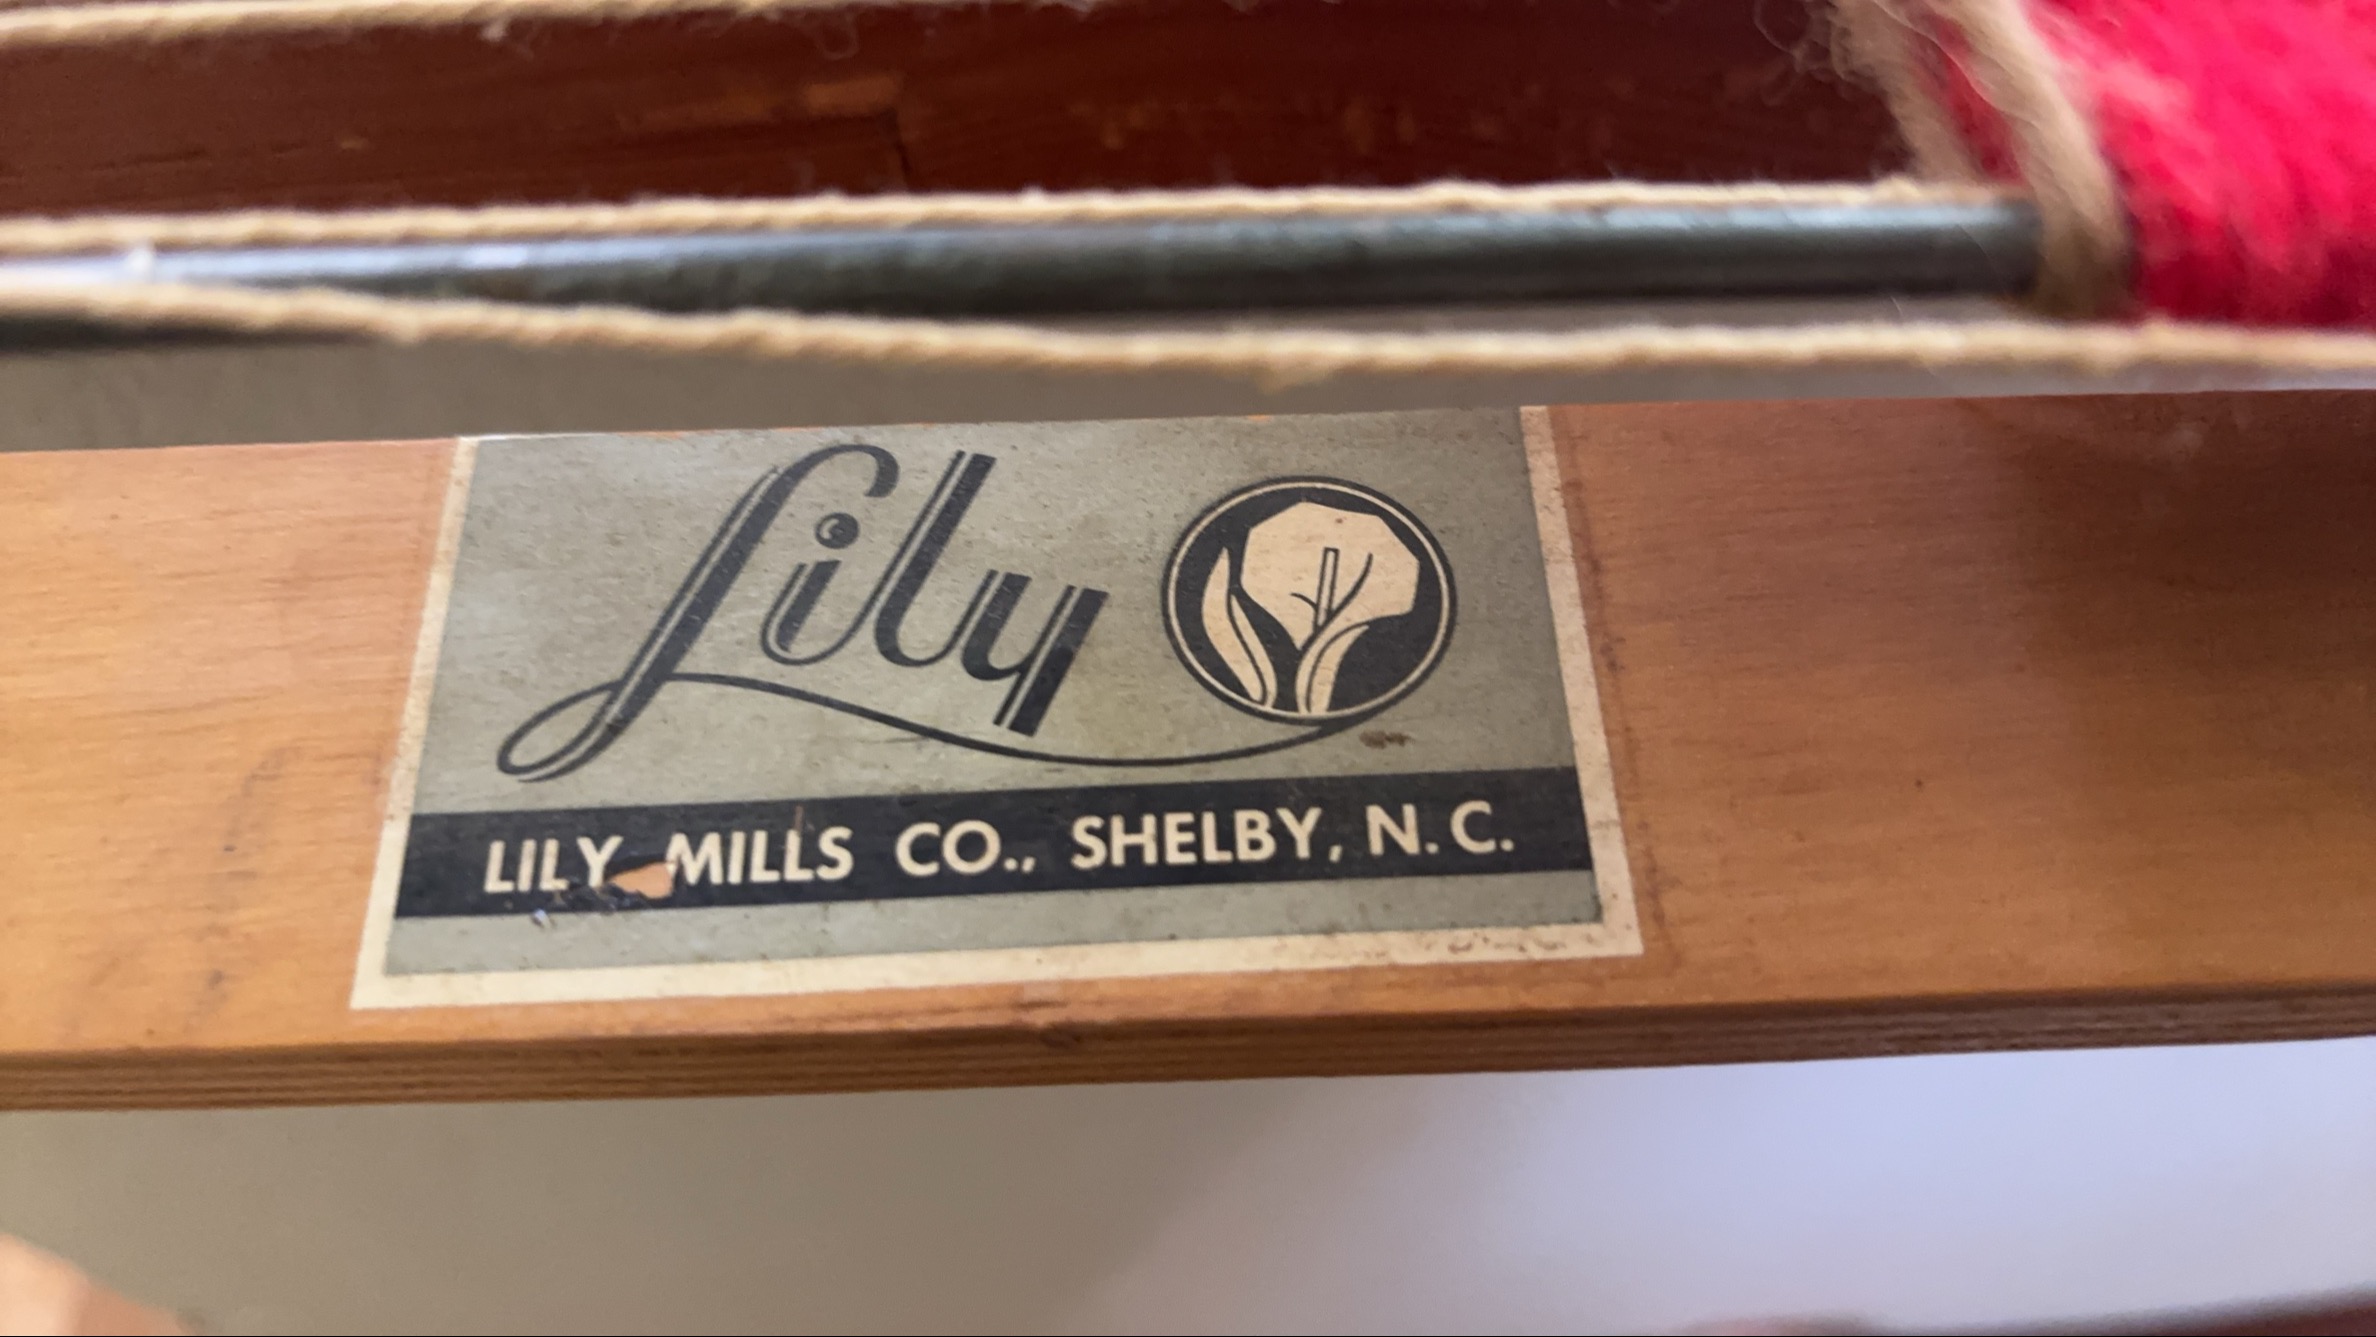 Lily
LILY MILLS CO., SHELBY, N. C.